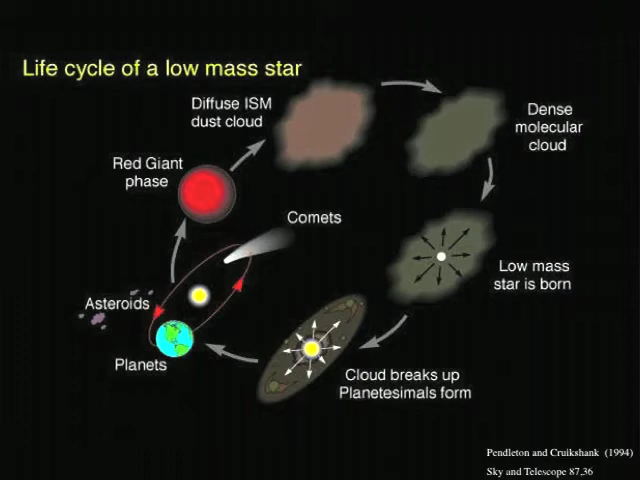 Life cycle of a low mass star
Diffuse ISM
dust cloud
Dense
molecular
cloud
Red Giant
phase
Comets
Low mass
star is born
Asteroids
Planets
Cloud breaks up
Planetesimals form
Pendleton and Cruikshank (1994)
Sky and Telescope 87,36